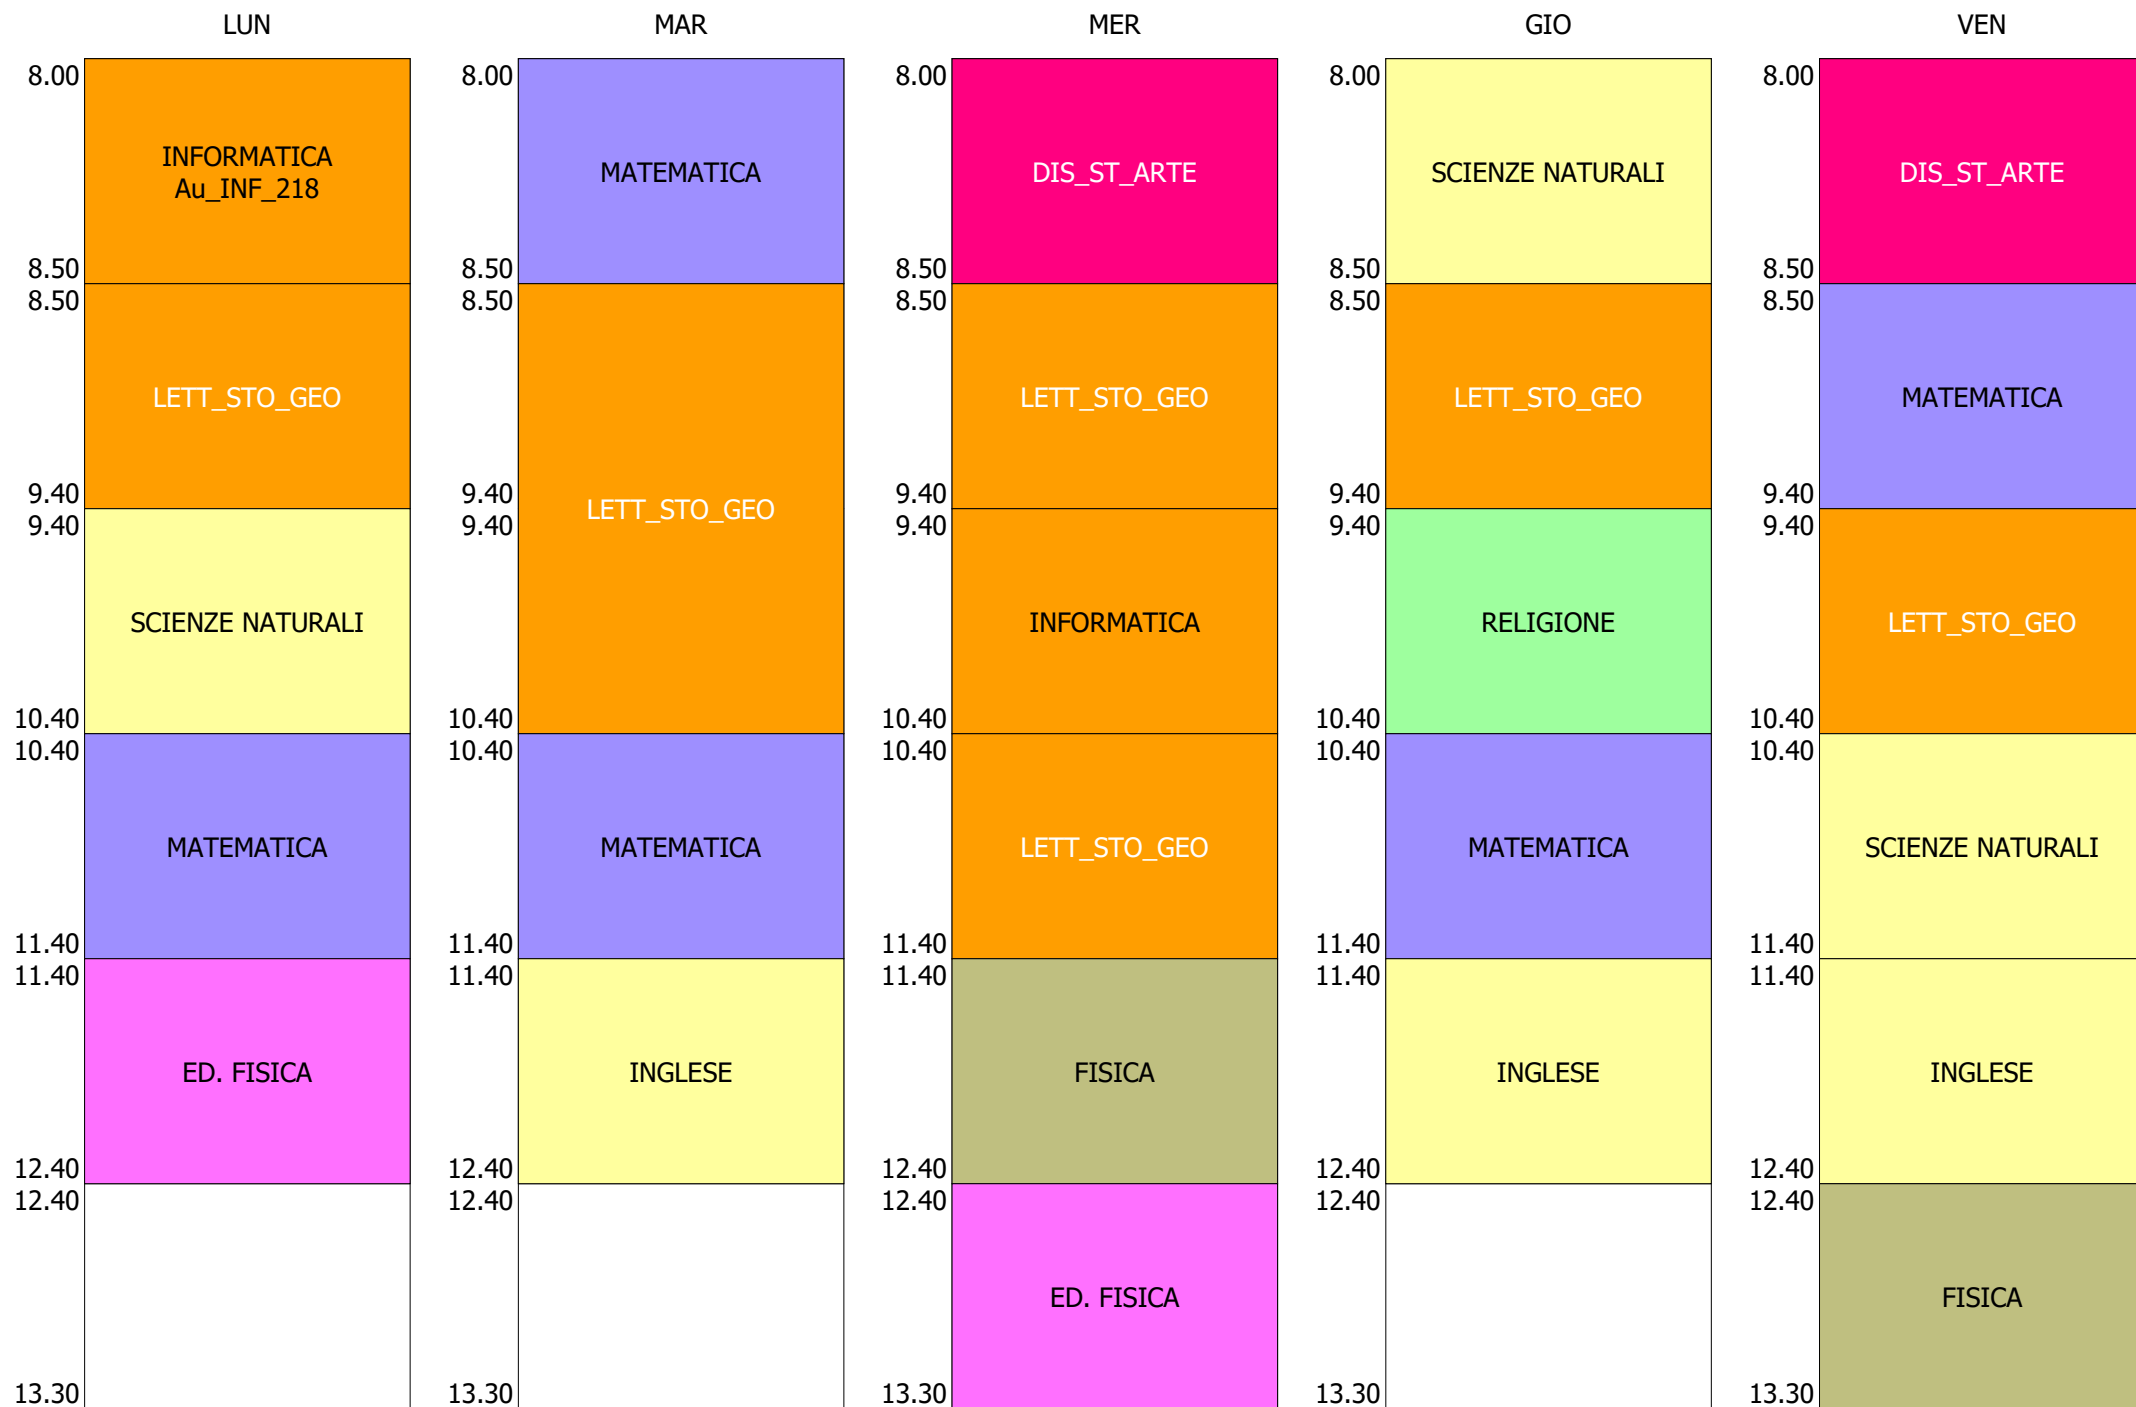 LUN MAR MER GIO VEN
8.00 8.00 8.00 8.00 8.00
INFORMATICA
Au_INF_218
MATEMATICA DIS_ST_ARTE SCIENZE NATURALI DIS_ST_ARTE
8.50 8.50 8.50 8.50 8.50
8.50 8.50 8.50 8.50 8.50
LETT_STO_GEO LETT_STO_GEO LETT_STO_GEO MATEMATICA
9.40 9.40 9.40 9.40 9.40
LETT_STO_GEO
9.40 9.40 9.40 9.40 9.40
SCIENZE NATURALI INFORMATICA RELIGIONE LETT_STO_GEO
10.40 10.40 10.40 10.40 10.40
10.40 10.40 10.40 10.40 10.40
MATEMATICA MATEMATICA LETT_STO_GEO MATEMATICA SCIENZE NATURALI
11.40 11.40 11.40 11.40 11.40
11.40 11.40 11.40 11.40 11.40
ED. FISICA INGLESE FISICA INGLESE INGLESE
12.40 12.40 12.40 12.40 12.40
12.40 12.40 12.40 12.40 12.40
ED. FISICA FISICA
13.30 13.30 13.30 13.30 13.30